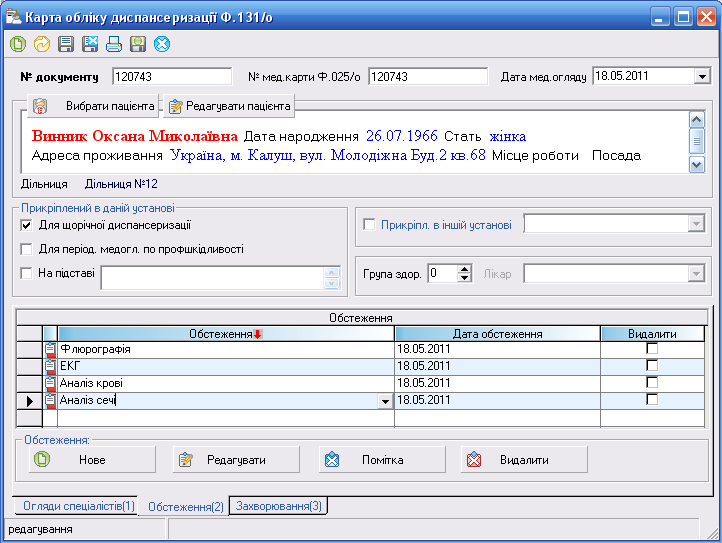 Карта обліку диспансеризації Ф.131/о
№ документу 120743 № мед.карти Ф.025/о 120743 Дата мед.огляду 18.05.2011
Вибрати пацієнта Редагувати пацієнта
Винник Оксана Миколаївна Дата народження 26.07.1966 Стать жінка
Адреса проживання Україна, м. Калуш, вул. Молодіжна Буд.2 кв.68 Місце роботи Посада
Дільниця Дільниця №12
Прикріплений в даній установі
Для щорічної диспансеризації Прикріпл. в іншій установі
Для період. медогл. по профшкідливості
На підставі Група здор. 0 Лікар
Обстеження
Обстеження Дата обстеження Видалити
Флюрографія 18.05.2011
ЕКГ 18.05.2011
Аналіз крові 18.05.2011
Аналіз сечі 18.05.2011
Обстеження:
Нове Редагувати Помітка Видалити
Огляди спеціалістів(1) Обстеження(2) Захворювання(3)
редагування